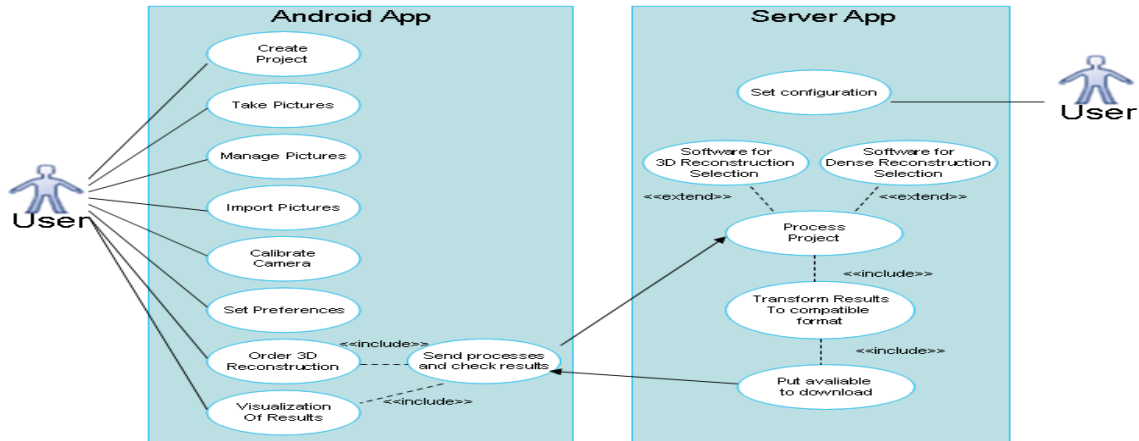 Android App
Create
Project
Take Pictures
Manage Pictures
Import Pictures
Calibrate
Camera
Set Preferences
Order 3D
Reconstruction
<<include>>
Send processes
and check results
Visualization
Of Results
<<include>>
User
Server App
Set configuration
User
Software for
3D Reconstruction
Selection
Software for
Dense Reconstruction
Selection
<<extend>>
<<extend>>
Process
Project
<<include>>
Transform Results
To compatible
format
<<include>>
Put avaliable
to download